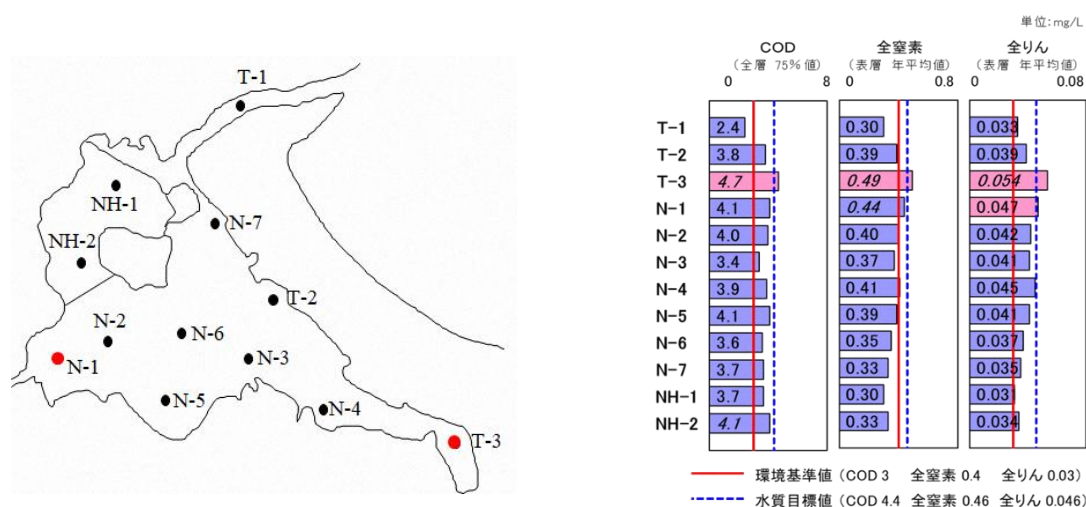 T-1
NH-1
N-7
NH-2
T-2
N-2
N-6
N-1
N-3
N-5
N-4
T-3
単位:mg/L
COD 全窒素 全りん
(全層 75%値) (表層 年平均値) (表層 年平均値)
0 8 0 0.8 0 0.08
T-1 2.4 0.30 0.033
T-2 3.8 0.39 0.039
T-3 4.7 0.49 0.054
N-1 4.1 0.44 0.047
N-2 4.0 0.40 0.042
N-3 3.4 0.37 0.041
N-4 3.9 0.41 0.045
N-5 4.1 0.39 0.041
N-6 3.6 0.35 0.037
N-7 3.7 0.33 0.035
NH-1 3.7 0.30 0.031
NH-2 4.1 0.33 0.034
環境基準値 (COD 3 全窒素 0.4 全りん 0.03)
水質目標値 (COD 4.4 全窒素 0.46 全りん 0.046)